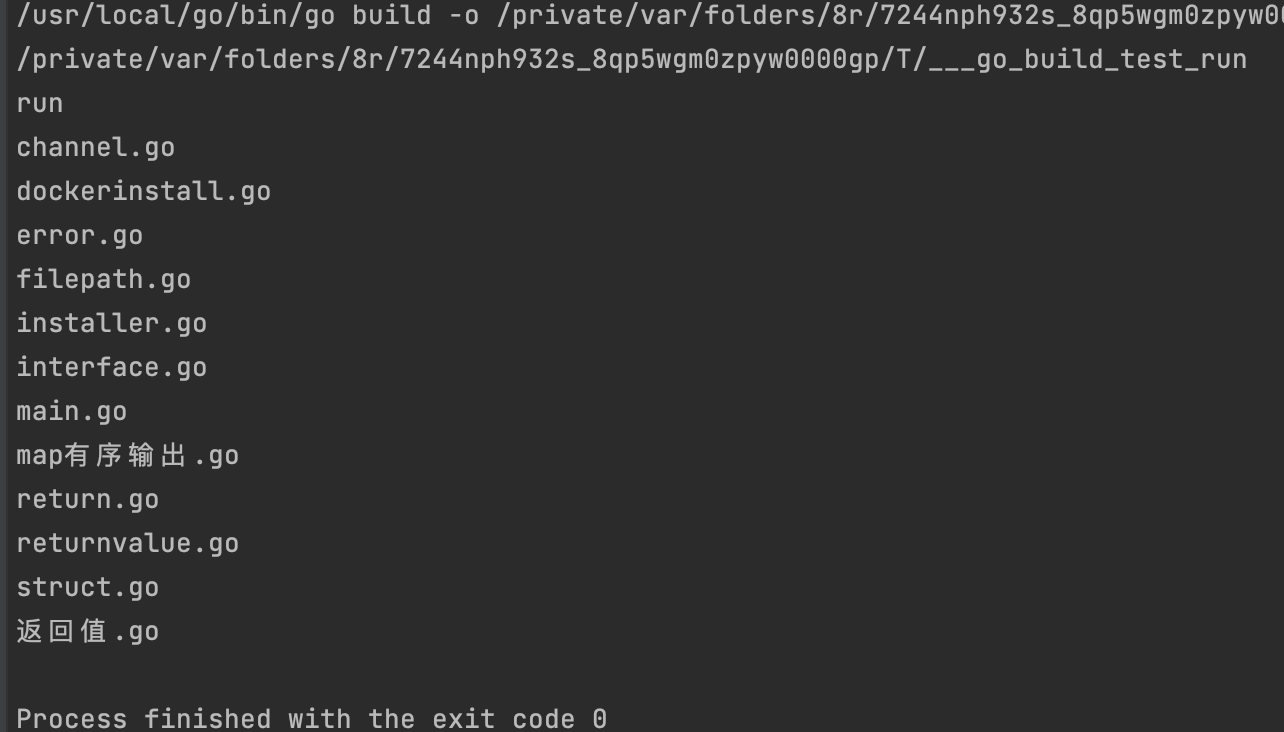 /usr/local/go/bin/go build -o /private/var/folders/8r/7244nph932s_8qp5wgm0zpyw00
/private/var/folders/8r/7244nph932s_8qp5wgm0zpyw0000gp/T/___go_build_test_run
run
channel.go
dockerinstall.go
error.go
filepath.go
installer.go
interface.go
main.go
map有序输出.go
return.go
returnvalue.go
struct.go
返回值.go
Process finished with the exit code 0